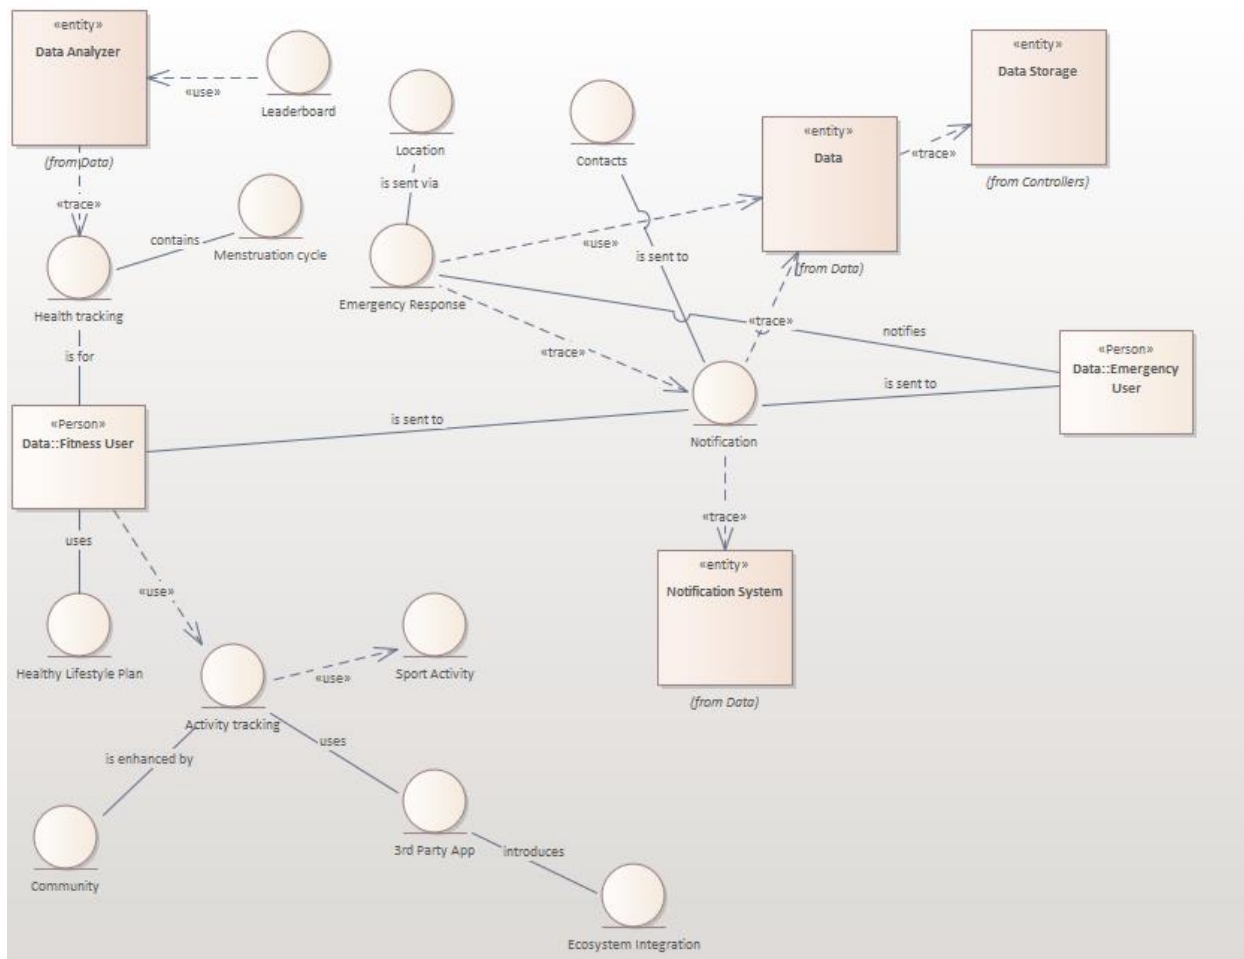 «entity»
Data Analyzer
(from Data)
«use»
Leaderboard
Location
is sent via
Contacts
«entity»
Data Storage
(from Controllers)
«entity»
Data
(from Data)
«trace»
«trace»
contains
Menstruation cycle
Health tracking
is for
Emergency Response
«use»
is sent to
«trace»
«trace»
notifies
«Person»
Data::Emergency
User
is sent to
Notification
is sent to
«Person»
Data::Fitness User
uses
«use»
Healthy Lifestyle Plan
«trace»
«entity»
Notification System
(from Data)
Sport Activity
«use»
Activity tracking
is enhanced by
uses
Community
3rd Party App
introduces
Ecosystem Integration